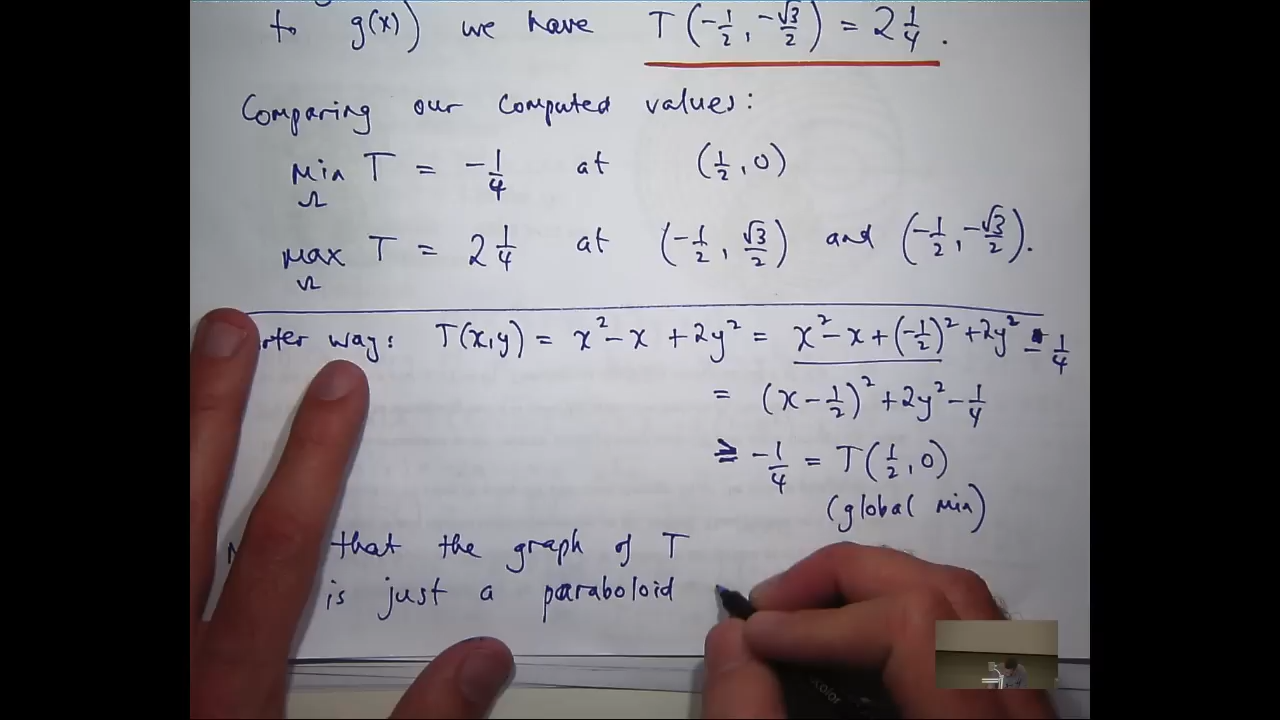 to g(x)) we have T(-1/2, -√3/2) = 2 1/4.
Comparing our computed values:
min T = -1/4 at (1/2, 0)
Ω
max T = 2 1/4 at (-1/2, √3/2) and (-1/2, -√3/2).
Ω
rter way: T(x,y) = x² - x + 2y² = x² - x + (-1/2)² + 2y² - 1/4
= (x - 1/2)² + 2y² - 1/4
≥ -1/4 = T(1/2, 0)
(global min)
that the graph of T
is just a paraboloid